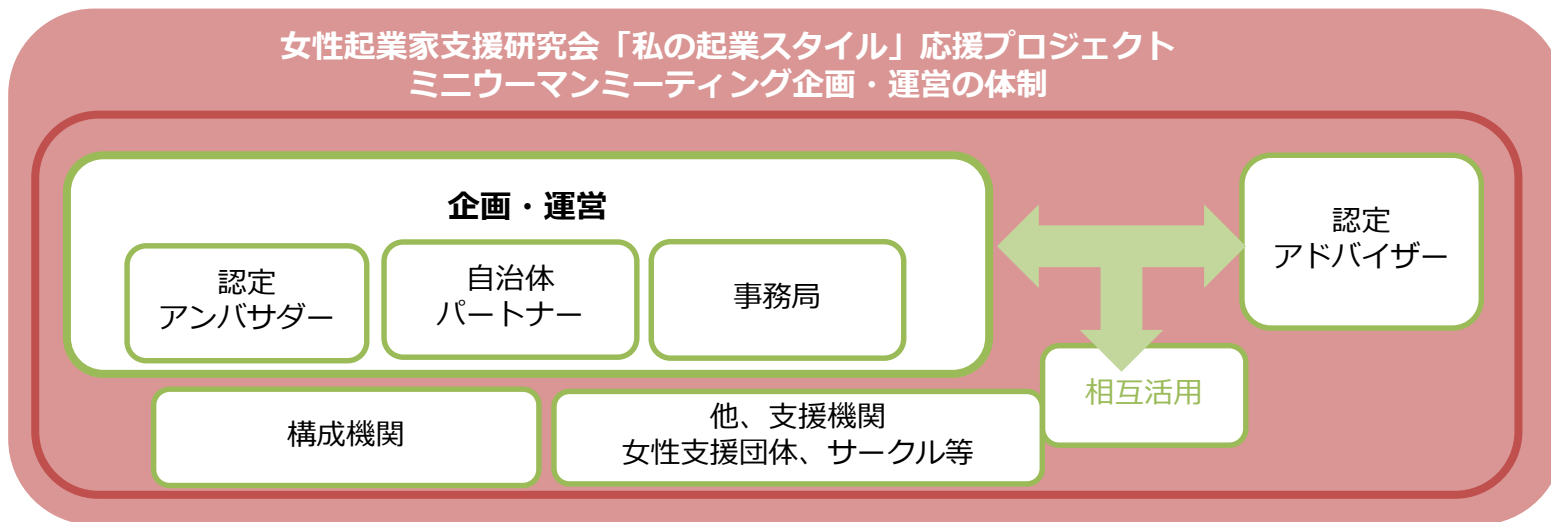 女性起業家支援研究会「私の起業スタイル」応援プロジェクト
ミニウーマンミーティング企画・運営の体制
企画・運営
認定
アンバサダー
自治体
パートナー
事務局
認定
アドバイザー
相互活用
構成機関
他、支援機関
女性支援団体、サークル等